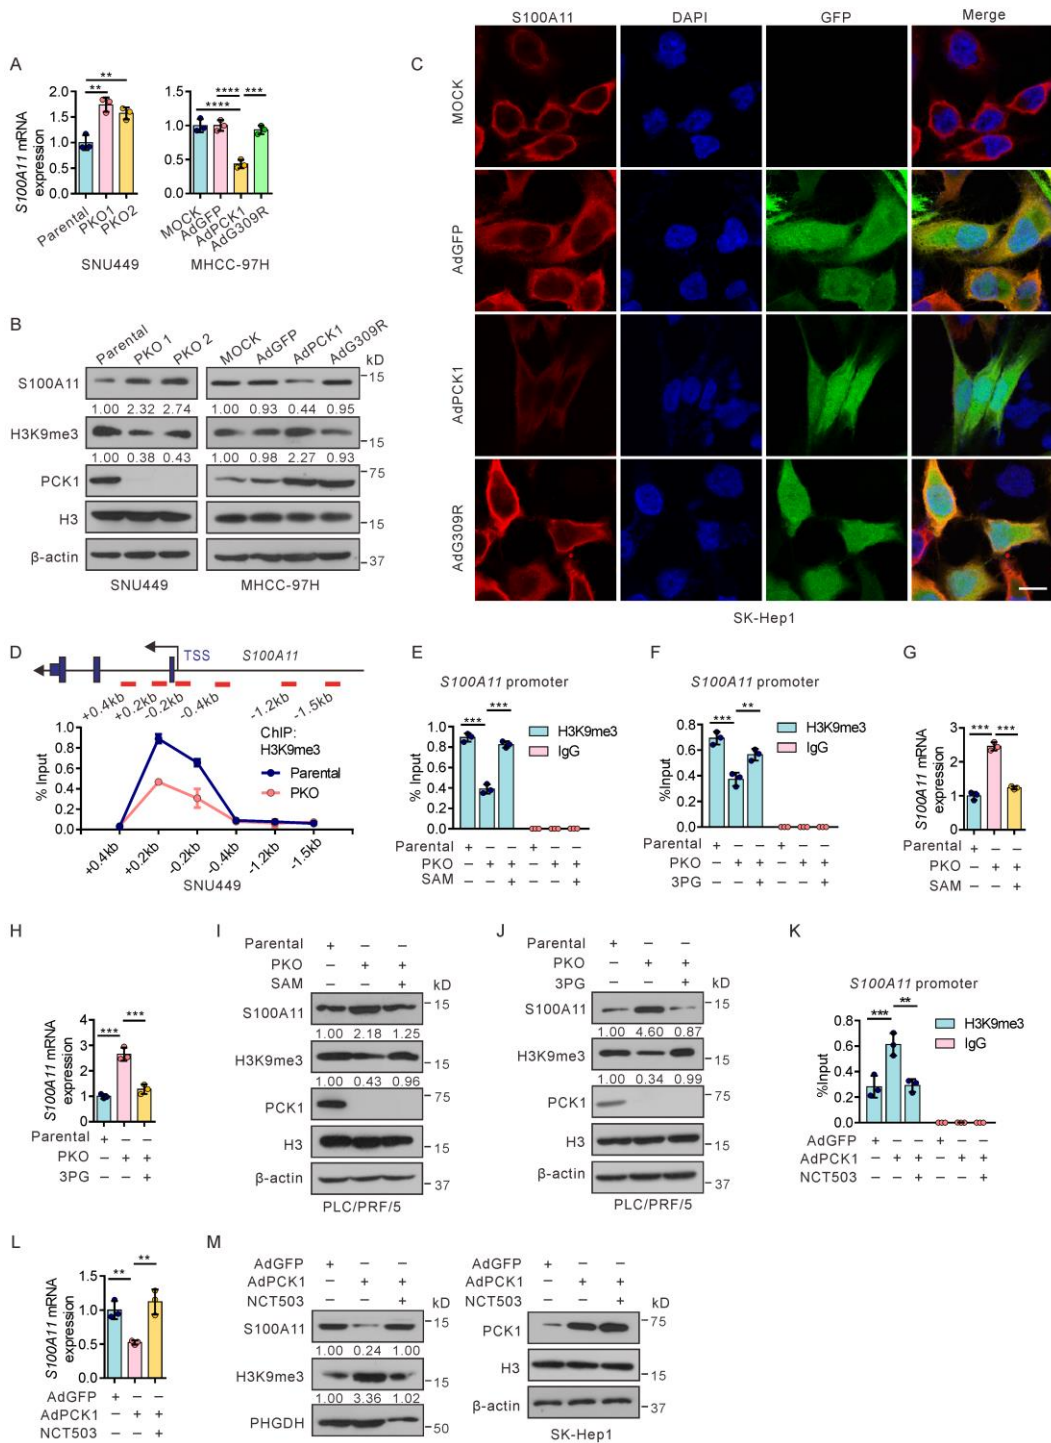 A
S100A11 mRNA
expression
2.0
1.5
1.0
0.5
0.0
** **
Parental
PKO1
PKO2
SNU449
1.5
1.0
0.5
0.0
**** **** ***
MOCK
AdGFP
AdPCK1
AdG309R
MHCC-97H
B
Parental PKO 1 PKO 2 MOCK AdGFP AdPCK1 AdG309R kD
S100A11 15
1.00 2.32 2.74 1.00 0.93 0.44 0.95
H3K9me3 15
1.00 0.38 0.43 1.00 0.98 2.27 0.93
PCK1 75
H3 15
β-actin 37
SNU449 MHCC-97H
C
S100A11 DAPI GFP Merge
MOCK
AdGFP
AdPCK1
AdG309R
SK-Hep1
D
TSS S100A11
+0.4kb +0.2kb -0.2kb -0.4kb -1.2kb -1.5kb
ChIP:
H3K9me3
Parental
PKO
% Input
1.0
0.8
0.6
0.4
0.2
0.0
+0.4kb +0.2kb -0.2kb -0.4kb -1.2kb -1.5kb
SNU449
E
S100A11 promoter
H3K9me3
IgG
*** ***
% Input
1.0
0.8
0.6
0.4
0.2
0.0
Parental + – – + – –
PKO – + + – + +
SAM – – + – – +
F
S100A11 promoter
H3K9me3
IgG
*** **
%Input
0.8
0.6
0.4
0.2
0.0
Parental + – – + – –
PKO – + + – + +
3PG – – + – – +
G
*** ***
S100A11 mRNA
expression
3
2
1
0
Parental + – –
PKO – + +
SAM – – +
H
*** ***
S100A11 mRNA
expression
4
3
2
1
0
Parental + – –
PKO – + +
3PG – – +
I
Parental + – –
PKO – + +
SAM – – + kD
S100A11 15
1.00 2.18 1.25
H3K9me3 15
1.00 0.43 0.96
PCK1 75
H3 15
β-actin 37
PLC/PRF/5
J
Parental + – –
PKO – + +
3PG – – + kD
S100A11 15
1.00 4.60 0.87
H3K9me3 15
1.00 0.34 0.99
PCK1 75
H3 15
β-actin 37
PLC/PRF/5
K
S100A11 promoter
H3K9me3
IgG
*** **
%Input
0.8
0.6
0.4
0.2
0.0
AdGFP + – – + – –
AdPCK1 – + + – + +
NCT503 – – + – – +
L
** **
S100A11 mRNA
expression
1.5
1.0
0.5
0.0
AdGFP + – –
AdPCK1 – + +
NCT503 – – +
M
AdGFP + – –
AdPCK1 – + +
NCT503 – – + kD
S100A11 15
1.00 0.24 1.00
H3K9me3 15
1.00 3.36 1.02
PHGDH 50
AdGFP + – –
AdPCK1 – + +
NCT503 – – + kD
PCK1 75
H3 15
β-actin 37
SK-Hep1